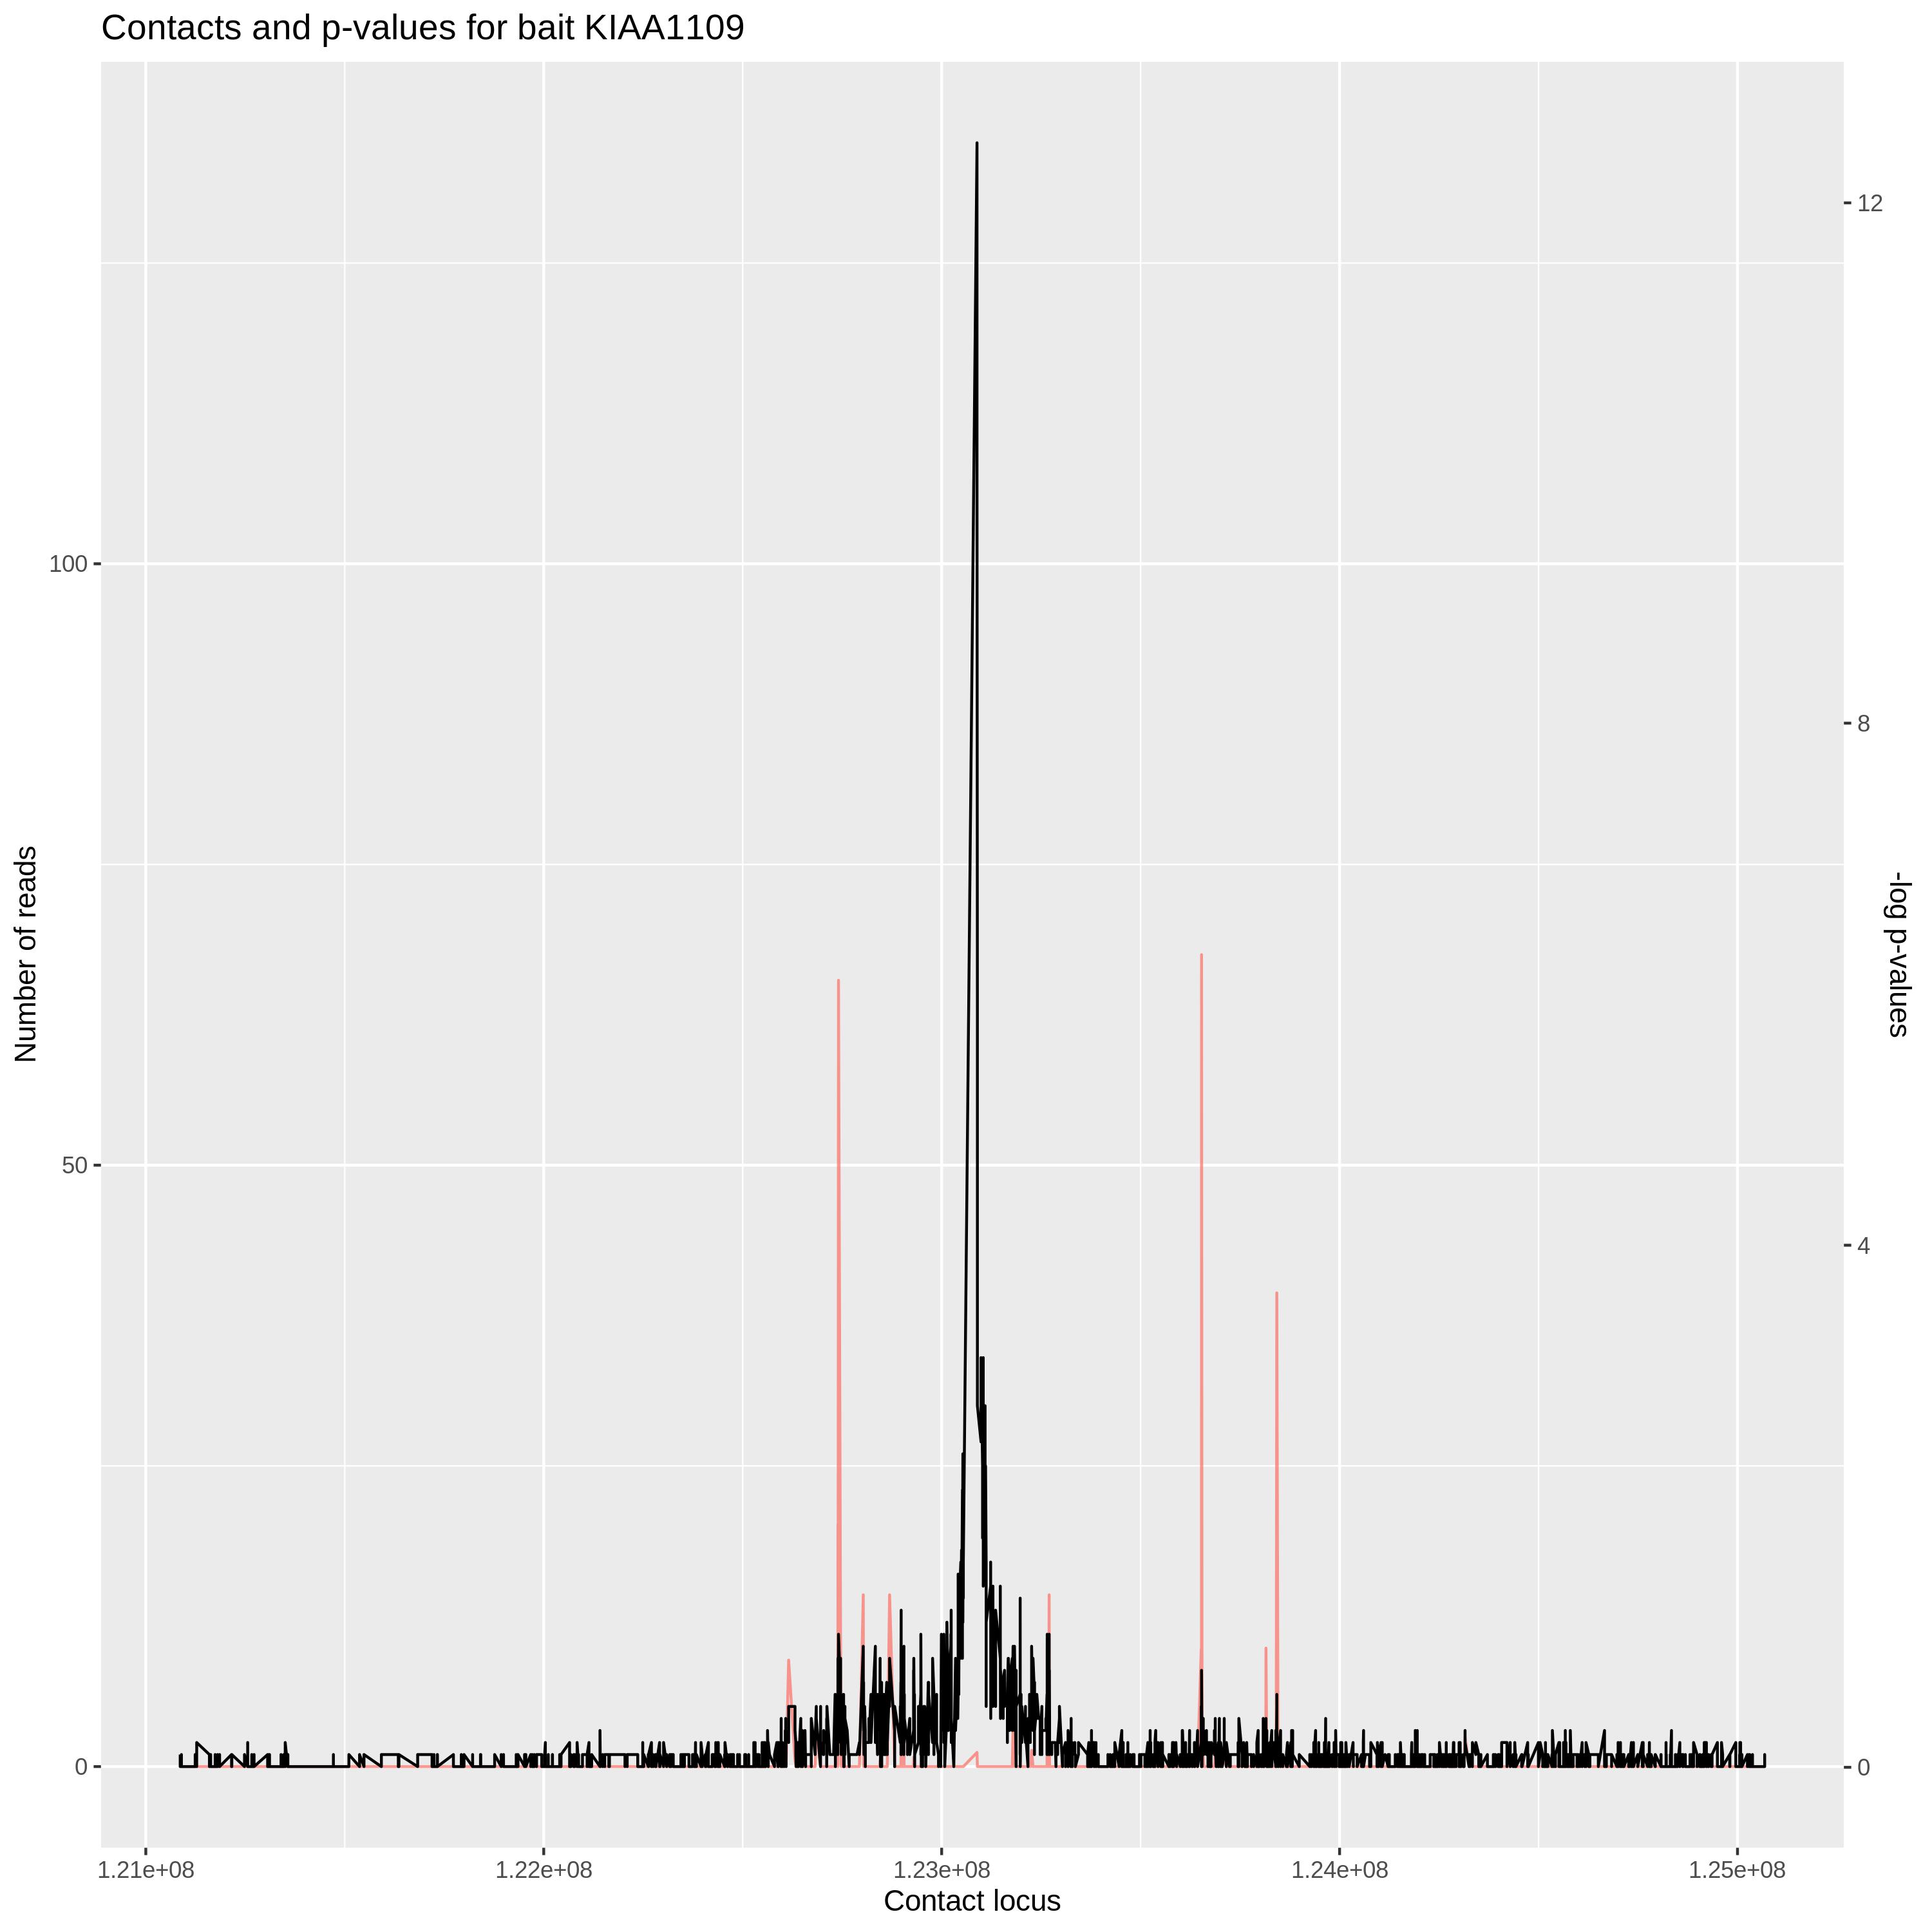 Contacts and p-values for bait KIAA1109
Number of reads
100
50
0
12
8
4
0
-log p-values
1.21e+08 1.22e+08 1.23e+08 1.24e+08 1.25e+08
Contact locus